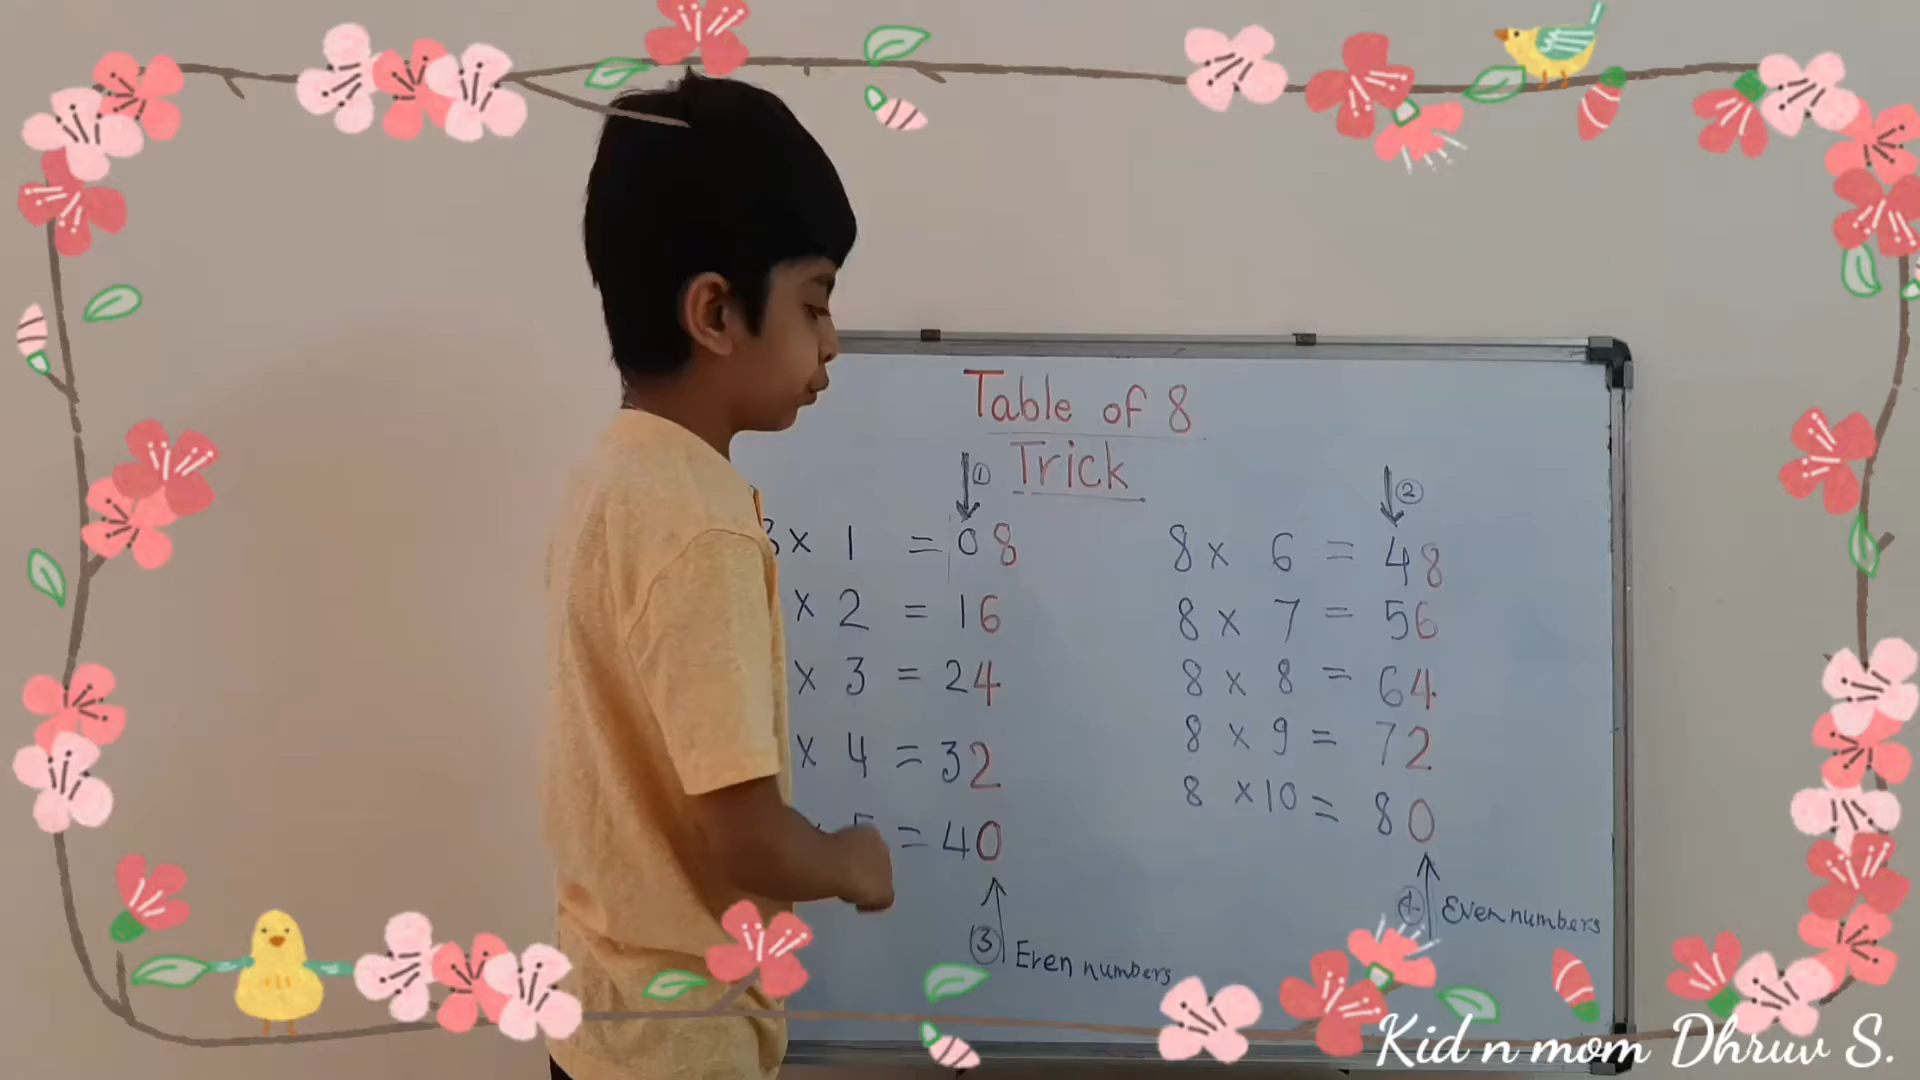 Table of 8
Trick
①
②
8 x 1 = 08
x 2 = 16
x 3 = 24
x 4 = 32
x 5 = 40
8 x 6 = 48
8 x 7 = 56
8 x 8 = 64
8 x 9 = 72
8 x 10 = 80
③ Even numbers
④ Even numbers
Kid n mom Dhruv S.